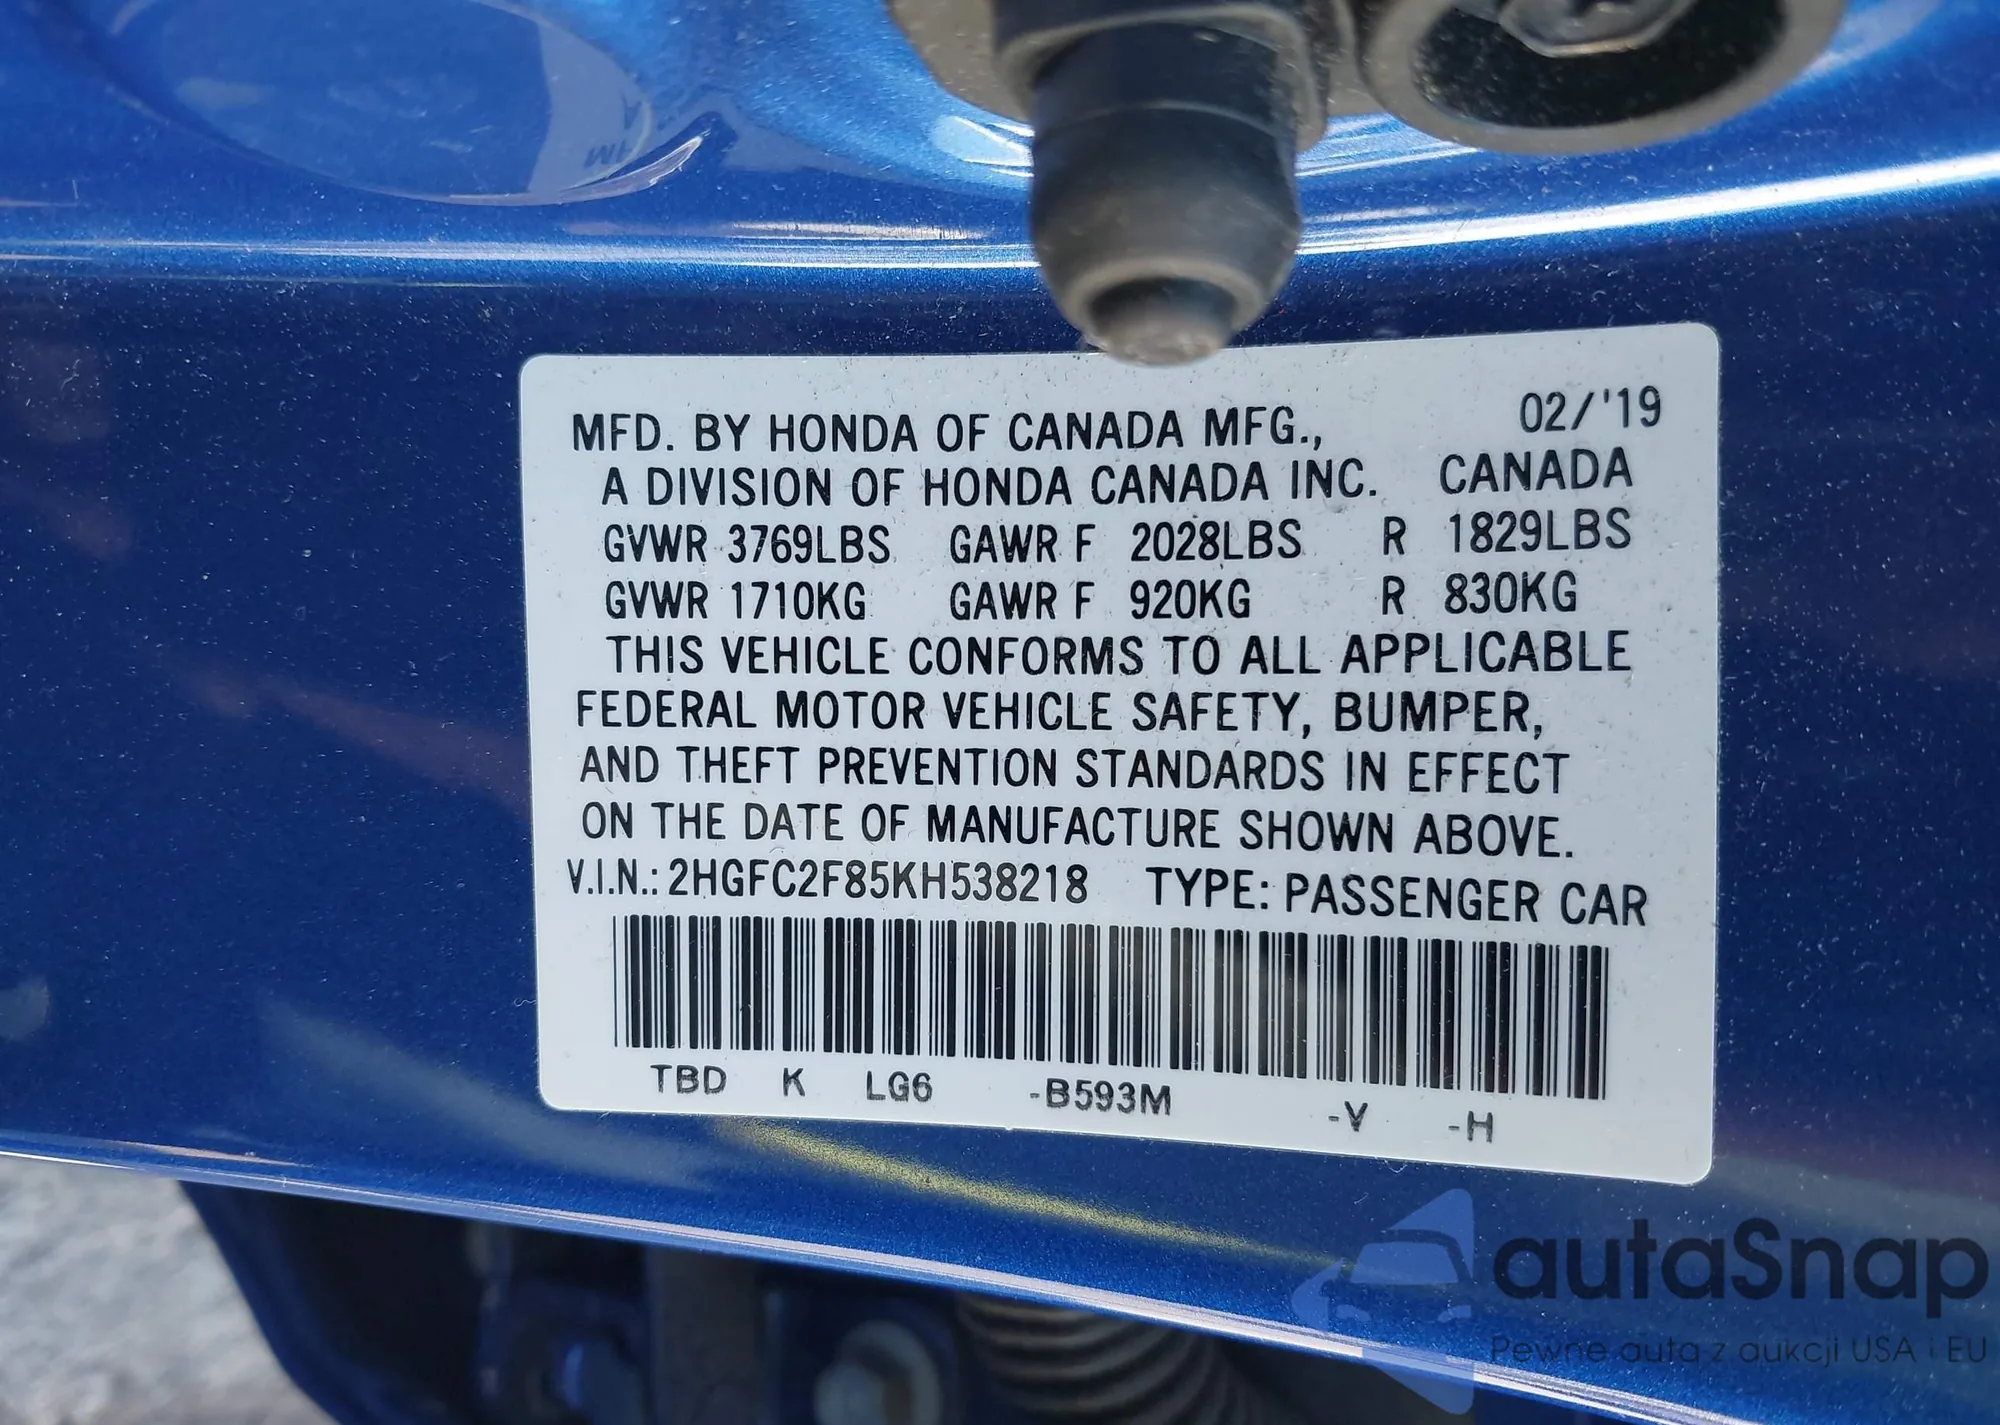 MFD. BY HONDA OF CANADA MFG., 02/'19
A DIVISION OF HONDA CANADA INC. CANADA
GVWR 3769LBS GAWR F 2028LBS R 1829LBS
GVWR 1710KG GAWR F 920KG R 830KG
THIS VEHICLE CONFORMS TO ALL APPLICABLE
FEDERAL MOTOR VEHICLE SAFETY, BUMPER,
AND THEFT PREVENTION STANDARDS IN EFFECT
ON THE DATE OF MANUFACTURE SHOWN ABOVE.
V.I.N.: 2HGFC2F85KH538218 TYPE: PASSENGER CAR
TBD K LG6 -B593M -V -H
autaSnap
Pewne auta z aukcji USA i EU